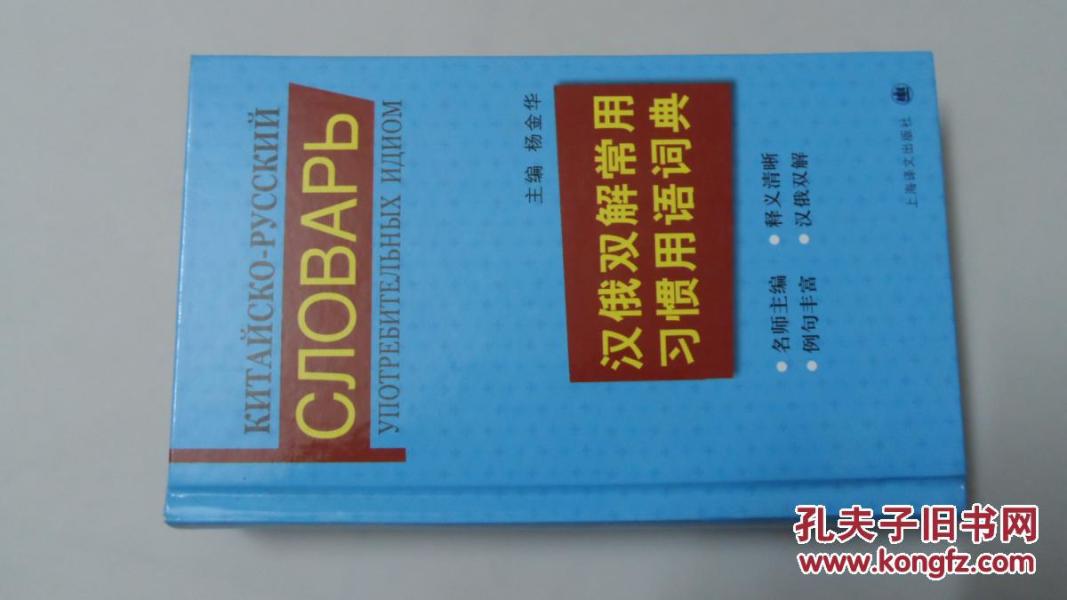 КИТАЙСКО-РУССКИЙ
СЛОВАРЬ
УПОТРЕБИТЕЛЬНЫХ ИДИОМ
主编 杨金华
汉俄双解常用
习惯用语词典
● 名师主编 ● 释义清晰
● 例句丰富 ● 汉俄双解
上海译文出版社
孔夫子旧书网
www.kongfz.com